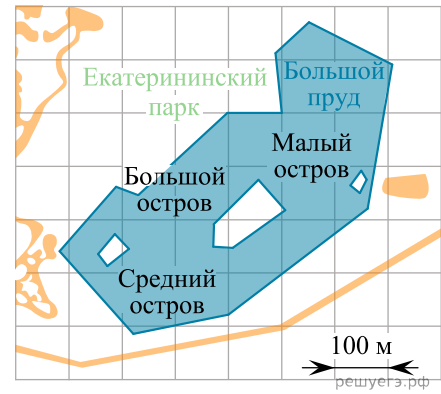 Екатерининский
парк
Большой
пруд
Малый
остров
Большой
остров
Средний
остров
100 м
решуегэ.рф